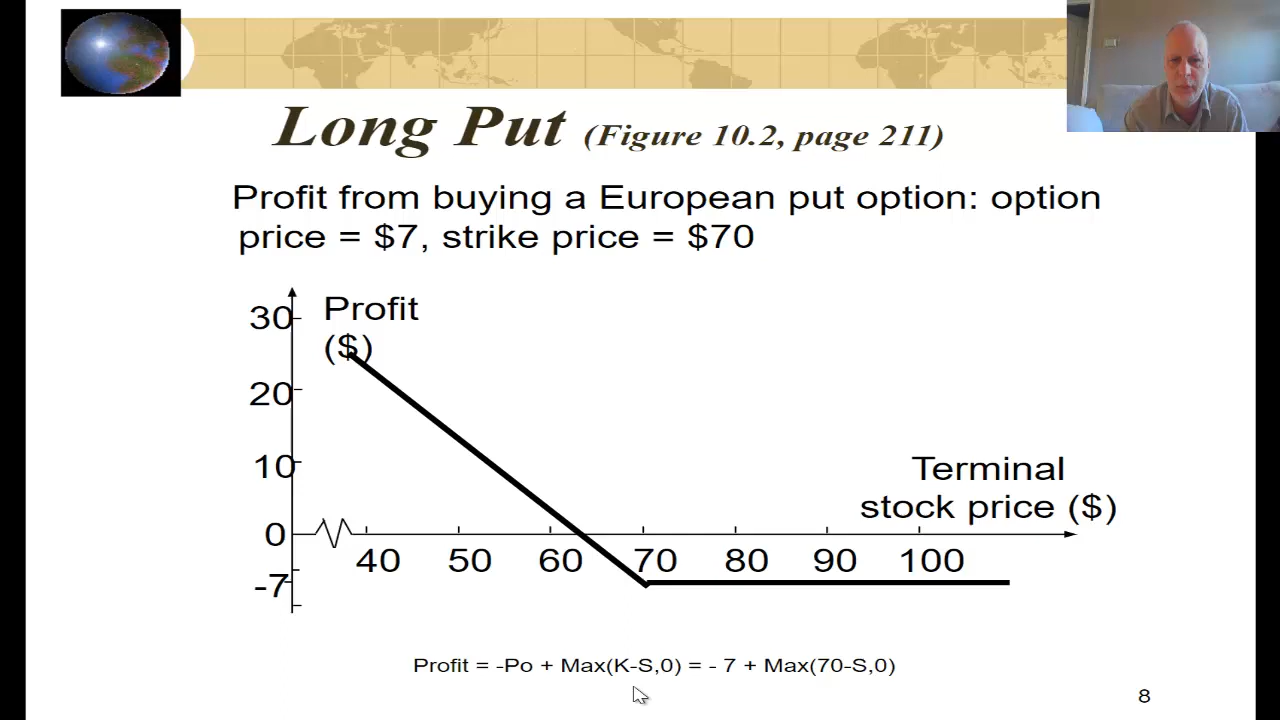 Long Put (Figure 10.2, page 211)
Profit from buying a European put option: option
price = $7, strike price = $70
30
Profit
($)
20
10
Terminal
stock price ($)
0
40 50 60 70 80 90 100
-7
Profit = -Po + Max(K-S,0) = - 7 + Max(70-S,0)
8